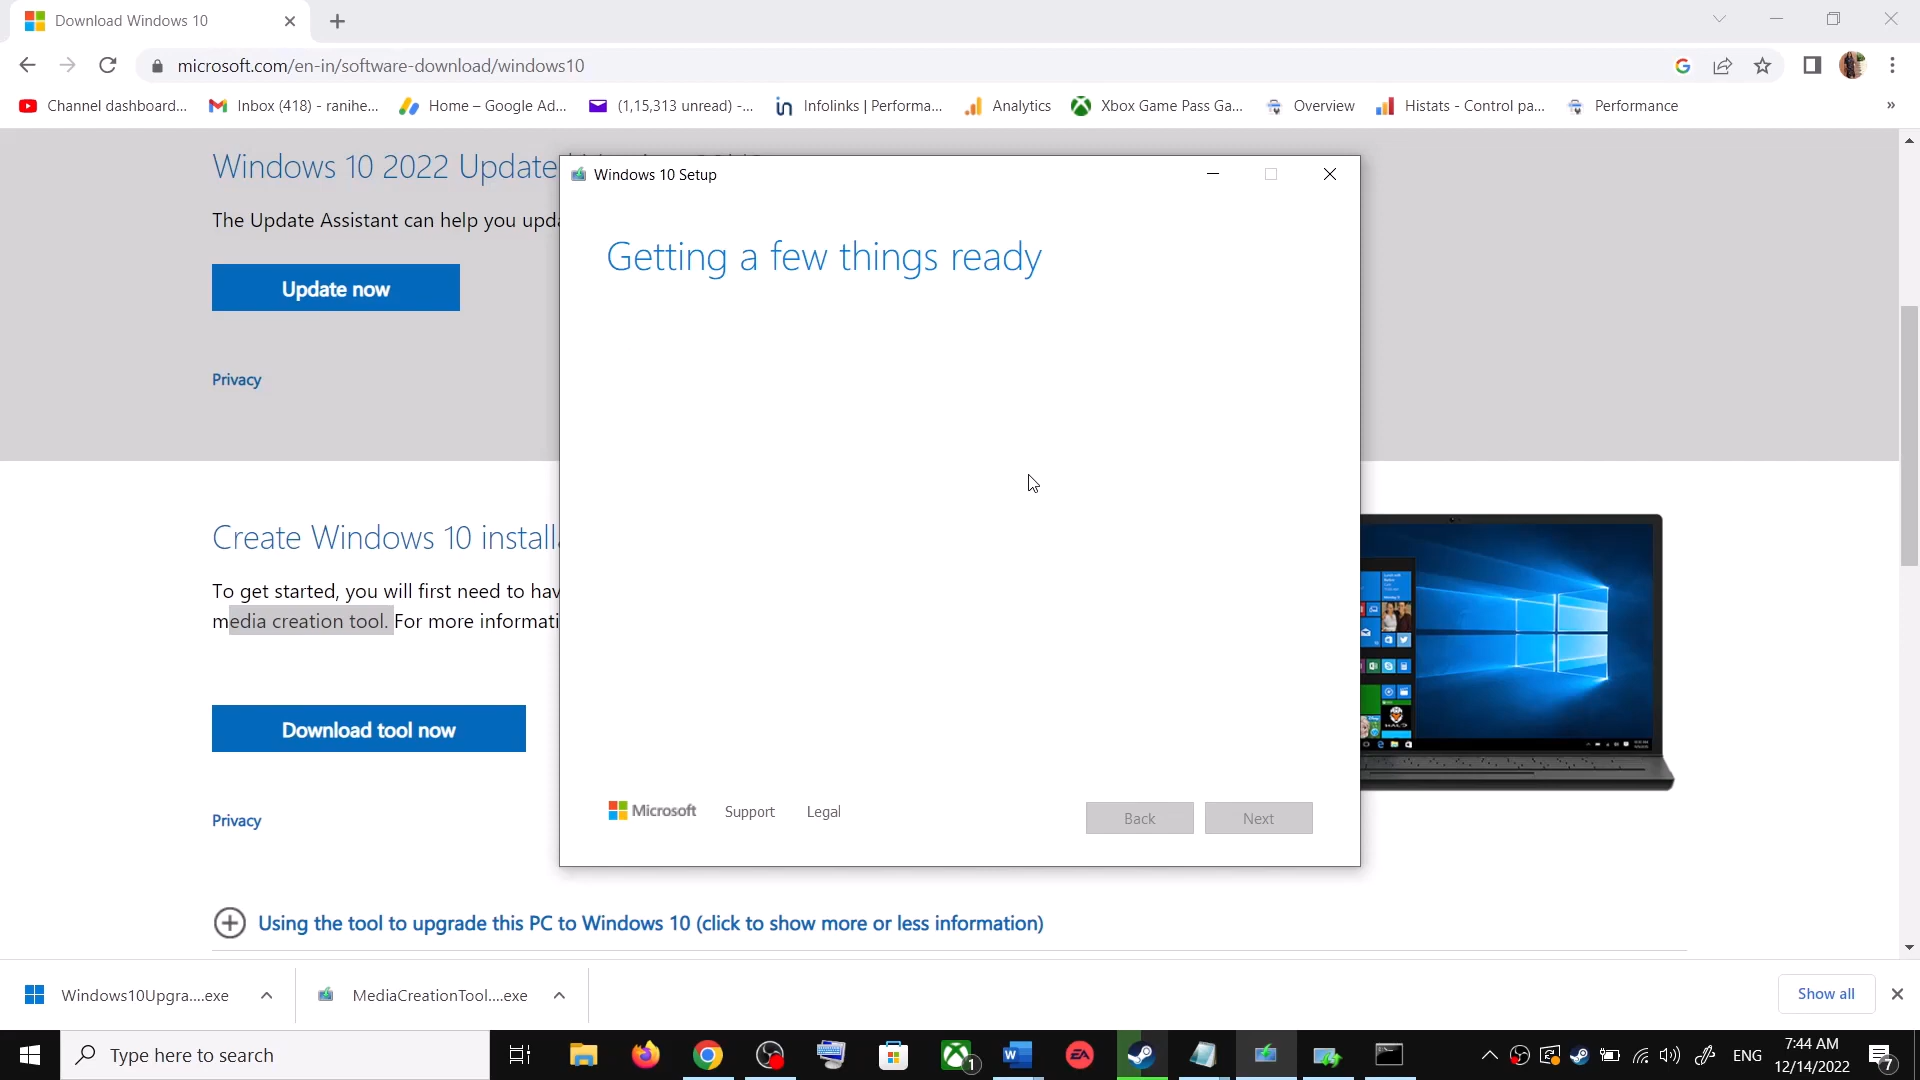 Download Windows 10
microsoft.com/en-in/software-download/windows10
Channel dashboard...
Inbox (418) - ranihe...
Home – Google Ad...
(1,15,313 unread) -...
Infolinks | Performa...
Analytics
Xbox Game Pass Ga...
Overview
Histats - Control pa...
Performance
»
Windows 10 2022 Update
The Update Assistant can help you upda
Update now
Privacy
Windows 10 Setup
Getting a few things ready
Microsoft
Support
Legal
Back
Next
Create Windows 10 installa
To get started, you will first need to hav
media creation tool. For more informati
Download tool now
Privacy
Using the tool to upgrade this PC to Windows 10 (click to show more or less information)
Windows10Upgra....exe
MediaCreationTool....exe
Show all
Type here to search
1
ENG
7:44 AM
12/14/2022
7